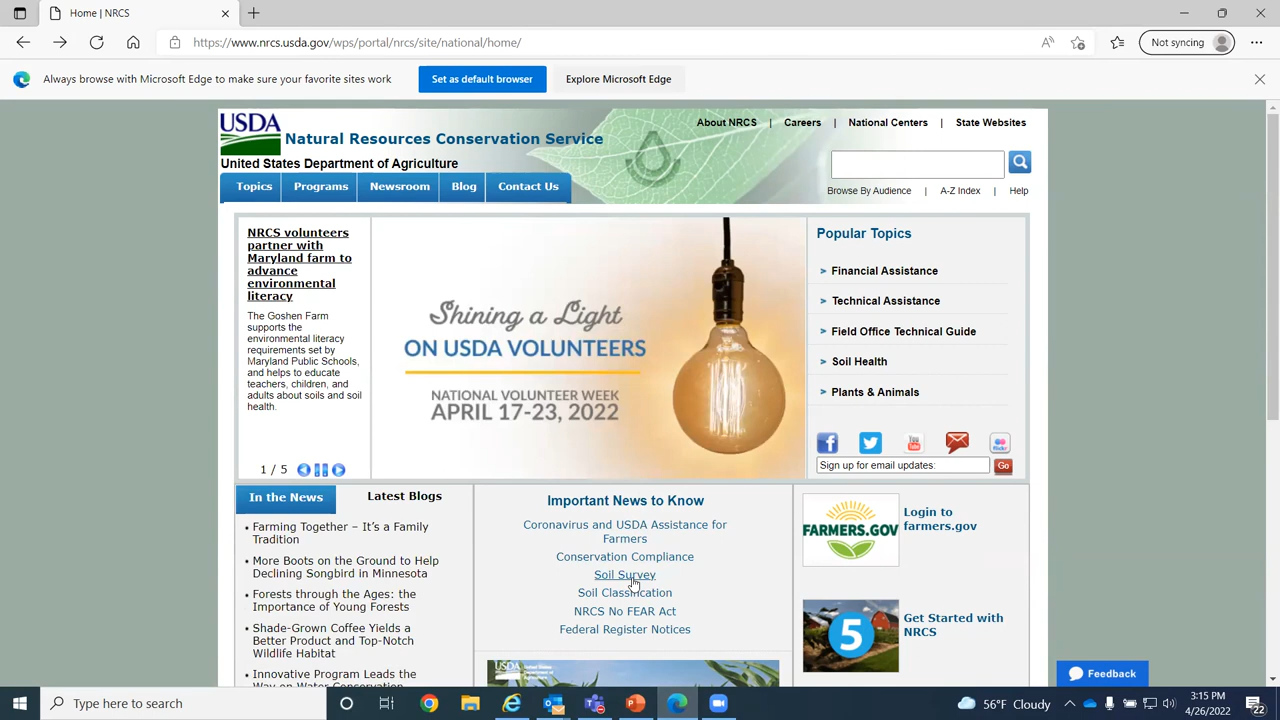 Home | NRCS
https://www.nrcs.usda.gov/wps/portal/nrcs/site/national/home/
Not syncing
Always browse with Microsoft Edge to make sure your favorite sites work
Set as default browser
Explore Microsoft Edge
USDA
Natural Resources Conservation Service
United States Department of Agriculture
About NRCS | Careers | National Centers | State Websites
Browse By Audience | A-Z Index | Help
Topics
Programs
Newsroom
Blog
Contact Us
NRCS volunteers
partner with
Maryland farm to
advance
environmental
literacy
The Goshen Farm
supports the
environmental literacy
requirements set by
Maryland Public Schools,
and helps to educate
teachers, children, and
adults about soils and soil
health.
1 / 5
Shining a Light
ON USDA VOLUNTEERS
NATIONAL VOLUNTEER WEEK
APRIL 17-23, 2022
Popular Topics
> Financial Assistance
> Technical Assistance
> Field Office Technical Guide
> Soil Health
> Plants & Animals
You
Tube
Sign up for email updates:
Go
In the News
Latest Blogs
• Farming Together – It's a Family
Tradition
• More Boots on the Ground to Help
Declining Songbird in Minnesota
• Forests through the Ages: the
Importance of Young Forests
• Shade-Grown Coffee Yields a
Better Product and Top-Notch
Wildlife Habitat
• Innovative Program Leads the
Way on Water Conservation
Important News to Know
Coronavirus and USDA Assistance for
Farmers
Conservation Compliance
Soil Survey
Soil Classification
NRCS No FEAR Act
Federal Register Notices
USDA
FARMERS.GOV
Login to
farmers.gov
5
Get Started with
NRCS
Feedback
Type here to search
56°F Cloudy
3:15 PM
4/26/2022
22